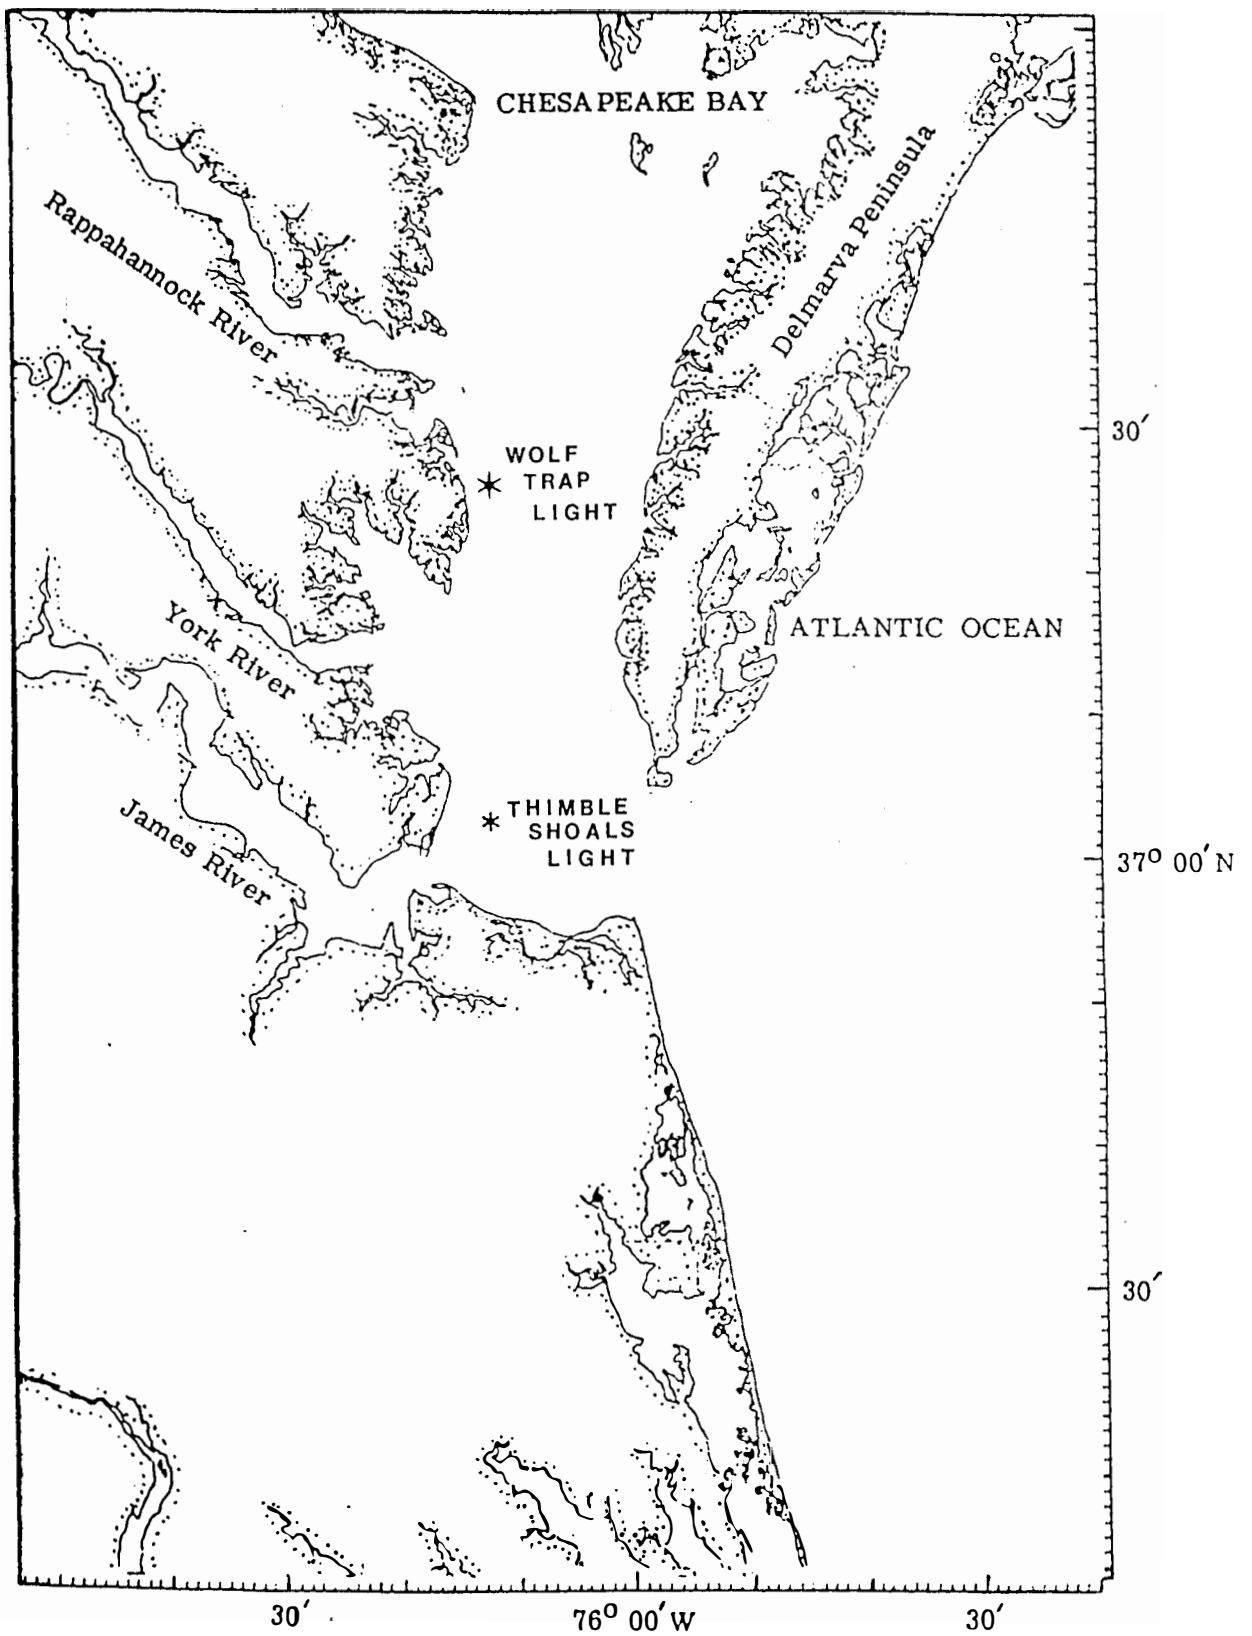 CHESAPEAKE BAY
Delmarva Peninsula
Rappahannock River
30′
WOLF
TRAP
LIGHT
York River
ATLANTIC OCEAN
THIMBLE
SHOALS
LIGHT
James River
37° 00′ N
30′
30′
76° 00′ W
30′